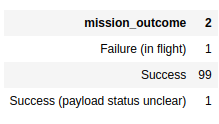 mission_outcome 2
Failure (in flight) 1
Success 99
Success (payload status unclear) 1